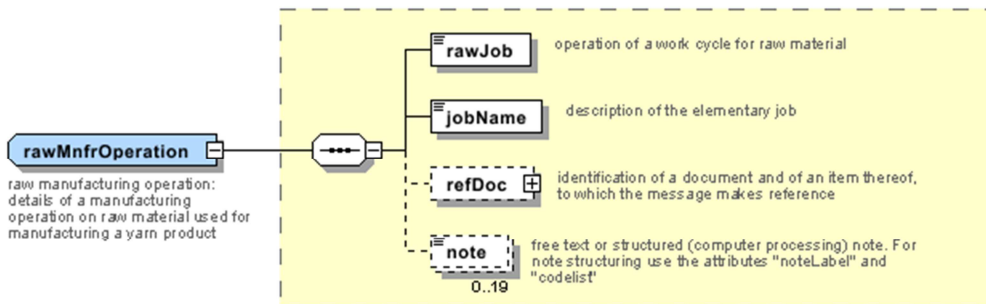 rawJob
operation of a work cycle for raw material
jobName
description of the elementary job
rawMnfrOperation
raw manufacturing operation:
details of a manufacturing
operation on raw material used for
manufacturing a yarn product
refDoc
identification of a document and of an item thereof,
to which the message makes reference
note
free text or structured (computer processing) note. For
note structuring use the attributes "noteLabel" and
"codelist"
0..19